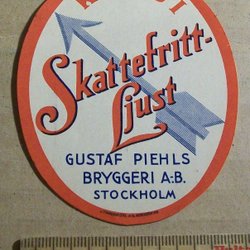 Skattefritt-
Ljust
GUSTAF PIEHLS
BRYGGERI A.-B.
STOCKHOLM